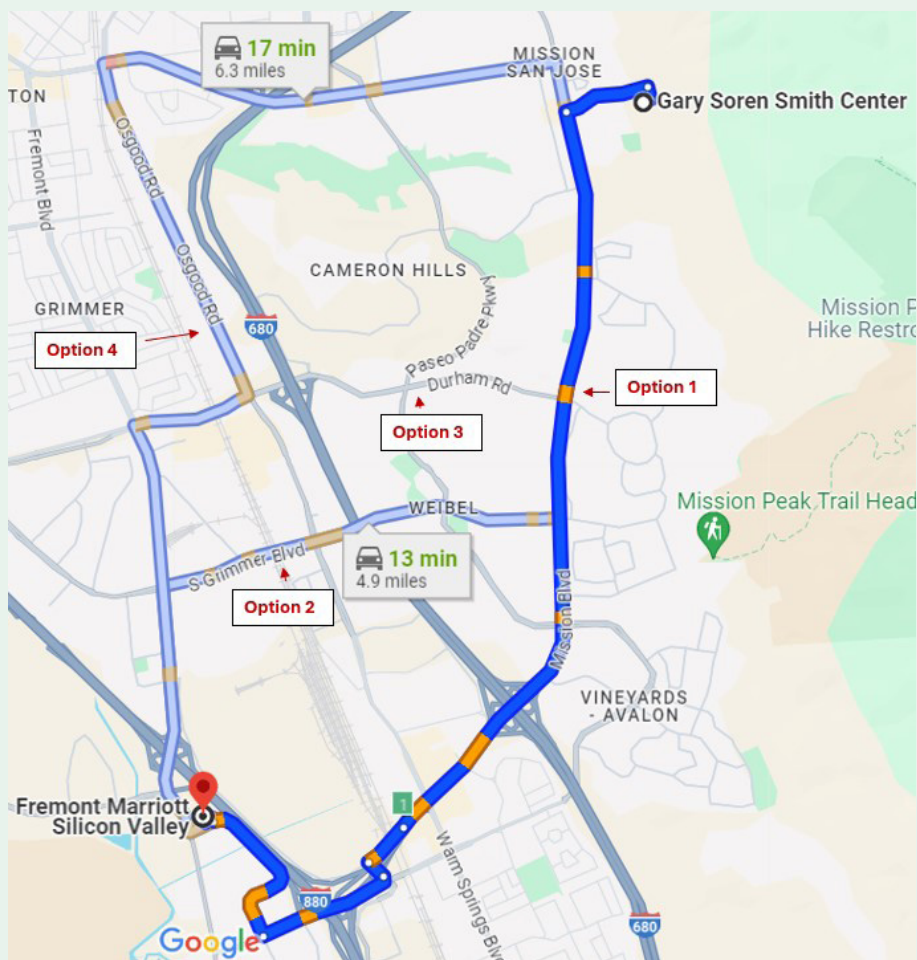 17 min
6.3 miles
MISSION
SAN JOSE
TON
Gary Soren Smith Center
Fremont Blvd
Osgood Rd
Osgood Rd
CAMERON HILLS
Paseo Padre Pkwy
GRIMMER
680
Mission P
Hike Restro
Option 4
Durham Rd
Option 1
Option 3
WEIBEL
Mission Peak Trail Head
S Grimmer Blvd
13 min
4.9 miles
Option 2
Mission Blvd
VINEYARDS
- AVALON
Fremont Marriott
Silicon Valley
1
Warm Springs Blv
880
680
Google